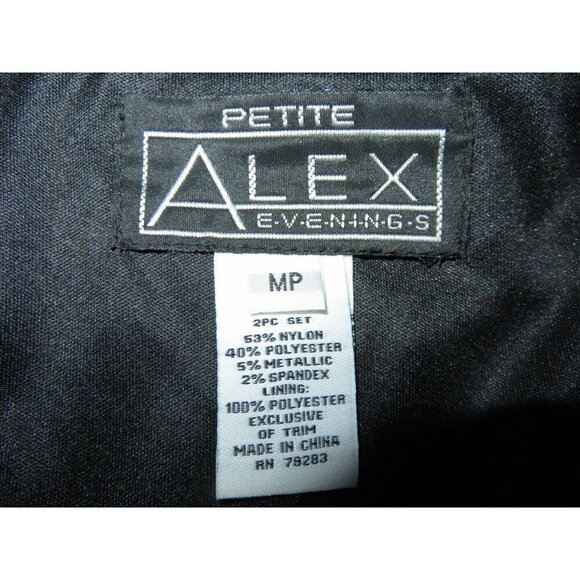 PETITE
ALEX
E·V·E·N·I·N·G·S
MP
2PC SET
53% NYLON
40% POLYESTER
5% METALLIC
2% SPANDEX
LINING:
100% POLYESTER
EXCLUSIVE
OF TRIM
MADE IN CHINA
RN 79283